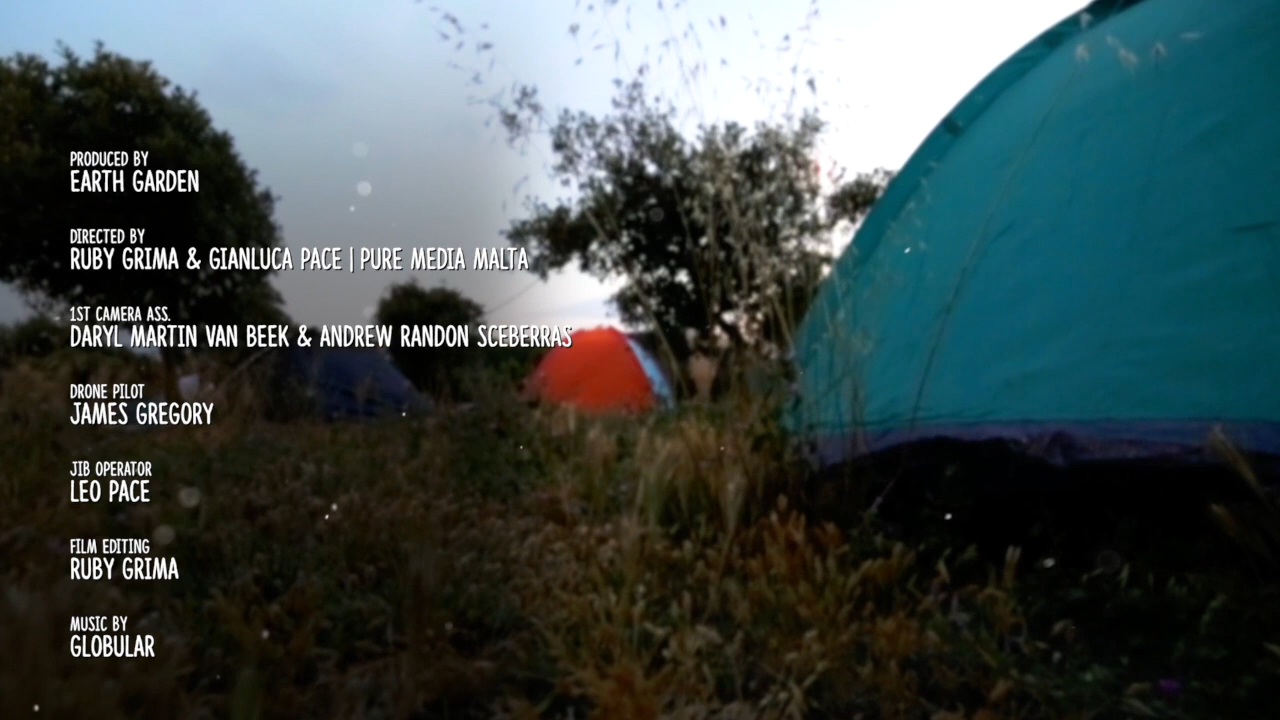 PRODUCED BY
EARTH GARDEN
DIRECTED BY
RUBY GRIMA & GIANLUCA PACE | PURE MEDIA MALTA
1ST CAMERA ASS.
DARYL MARTIN VAN BEEK & ANDREW RANDON SCEBERRAS
DRONE PILOT
JAMES GREGORY
JIB OPERATOR
LEO PACE
FILM EDITING
RUBY GRIMA
MUSIC BY
GLOBULAR